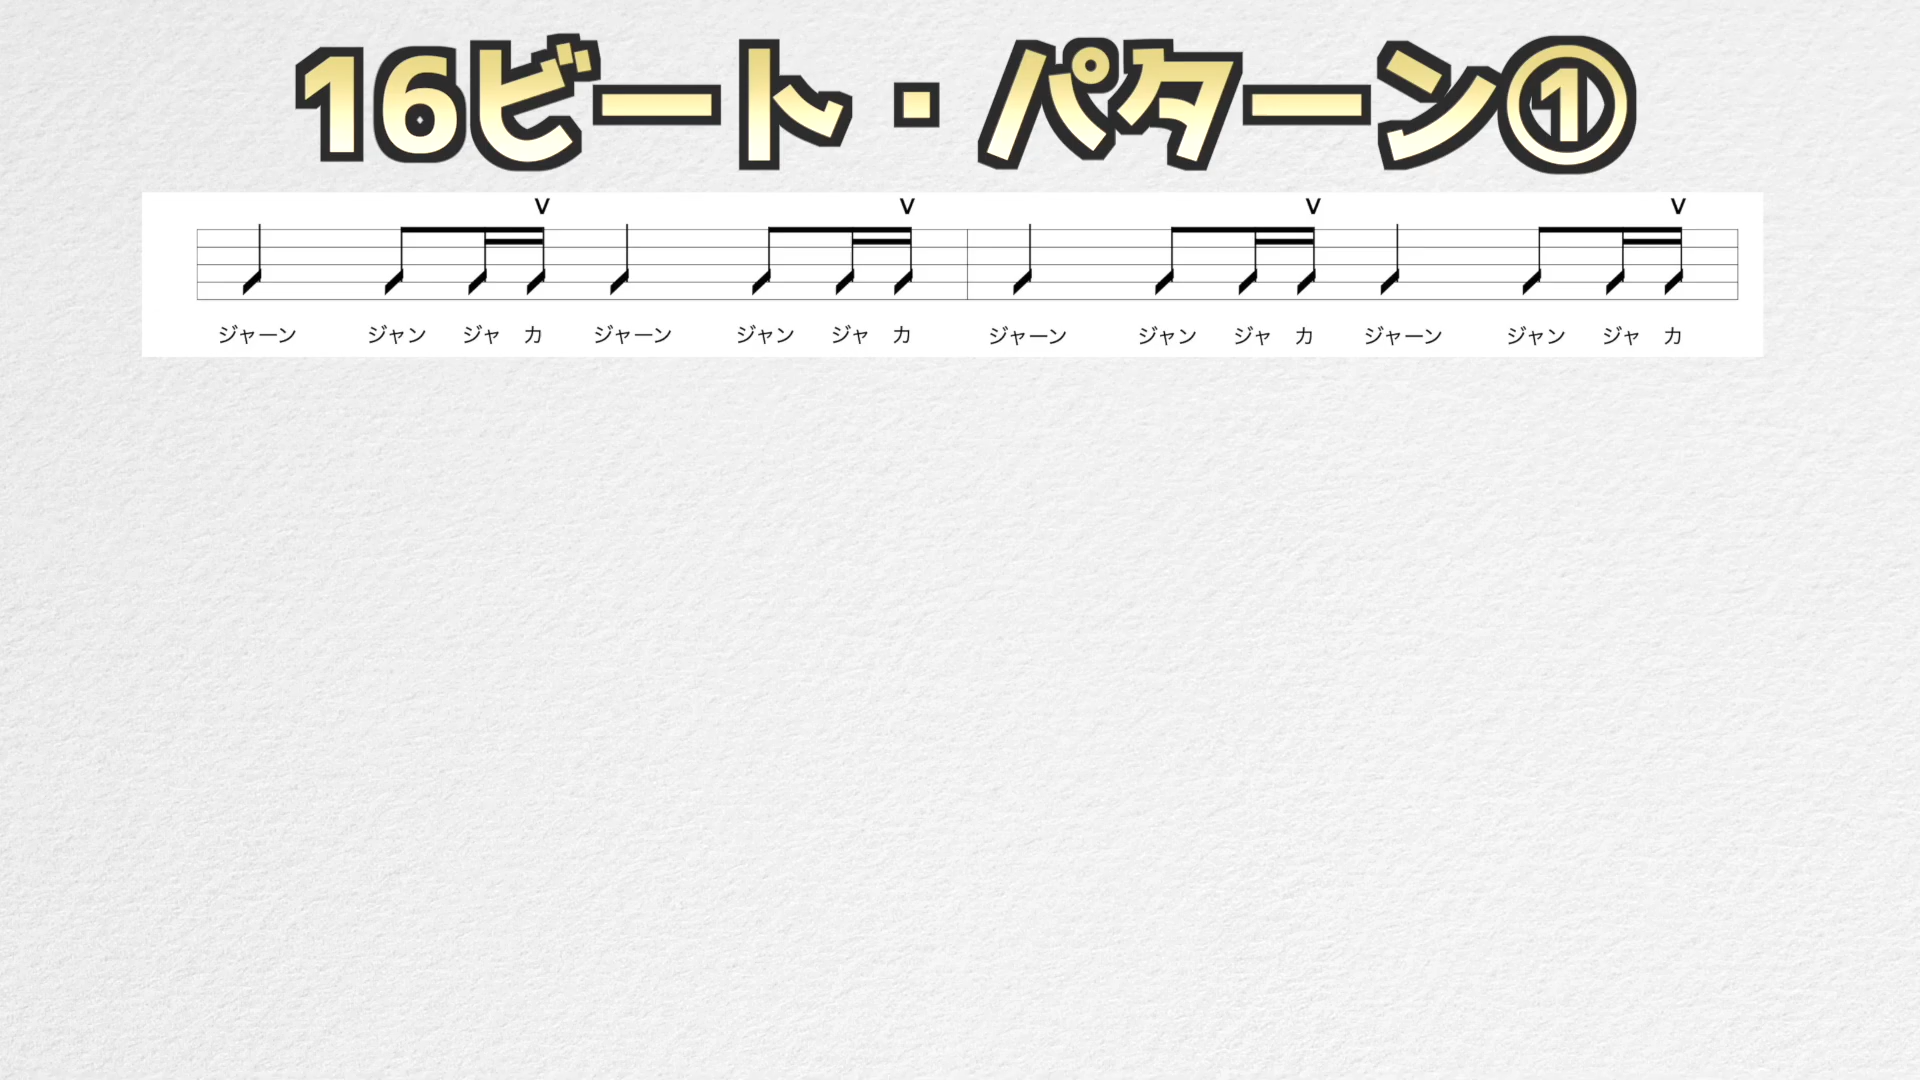 16ビート・パターン①
V V V V
ジャーン ジャン ジャ カ ジャーン ジャン ジャ カ ジャーン ジャン ジャ カ ジャーン ジャン ジャ カ